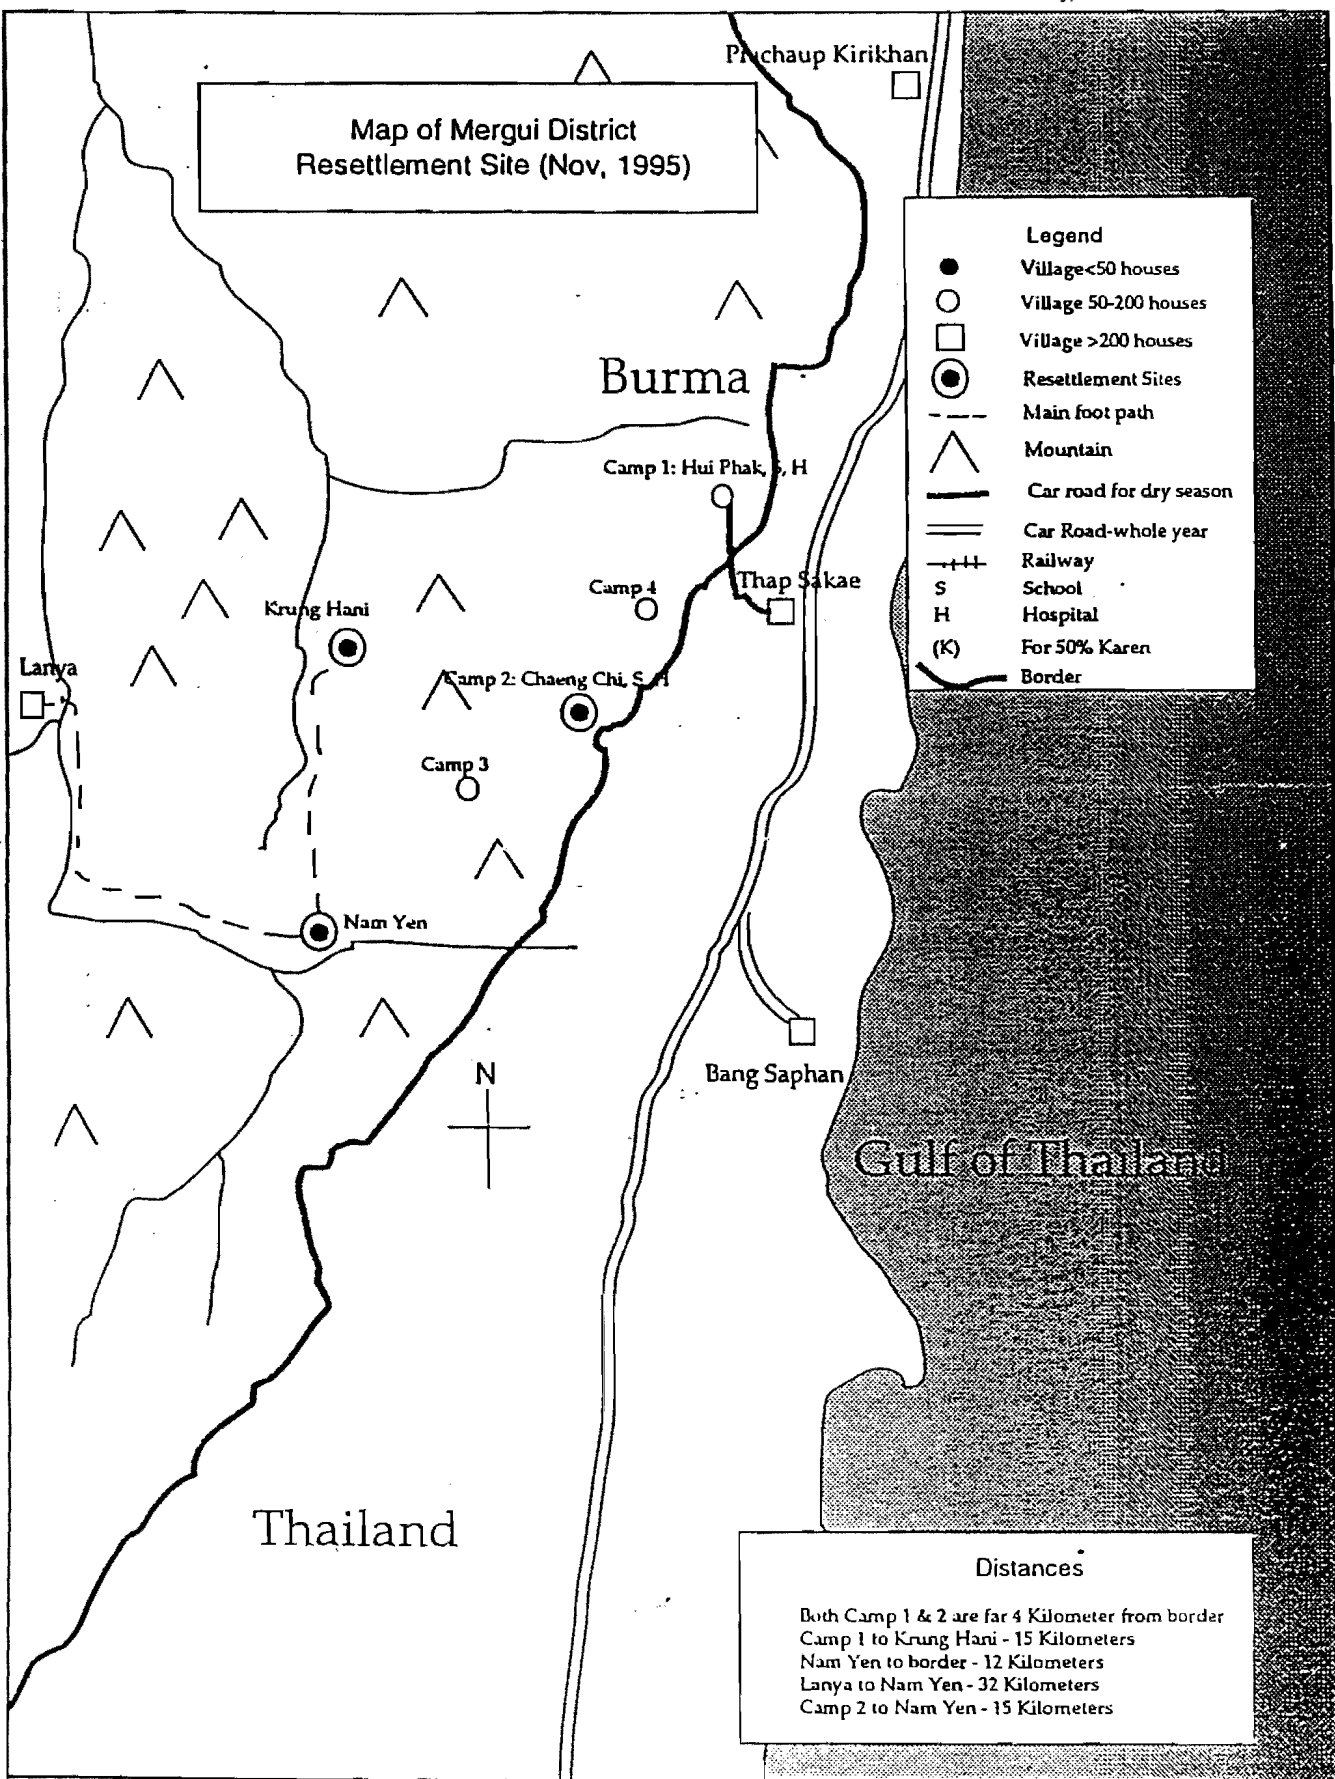 Pruchaup Kirikhan
Map of Mergui District
Resettlement Site (Nov, 1995)
Legend
Village<50 houses
Village 50-200 houses
Village >200 houses
Resettlement Sites
Main foot path
Mountain
Car road for dry season
Car Road-whole year
Railway
S School
H Hospital
(K) For 50% Karen
Border
Burma
Camp 1: Hui Phak, S, H
Thap Sakae
Camp 4
Krung Hani
Lanya
Camp 2: Chaeng Chi, S, H
Camp 3
Nam Yen
N
Bang Saphan
Gulf of Thailand
Thailand
Distances
Both Camp 1 & 2 are far 4 Kilometer from border
Camp 1 to Krung Hani - 15 Kilometers
Nam Yen to border - 12 Kilometers
Lanya to Nam Yen - 32 Kilometers
Camp 2 to Nam Yen - 15 Kilometers